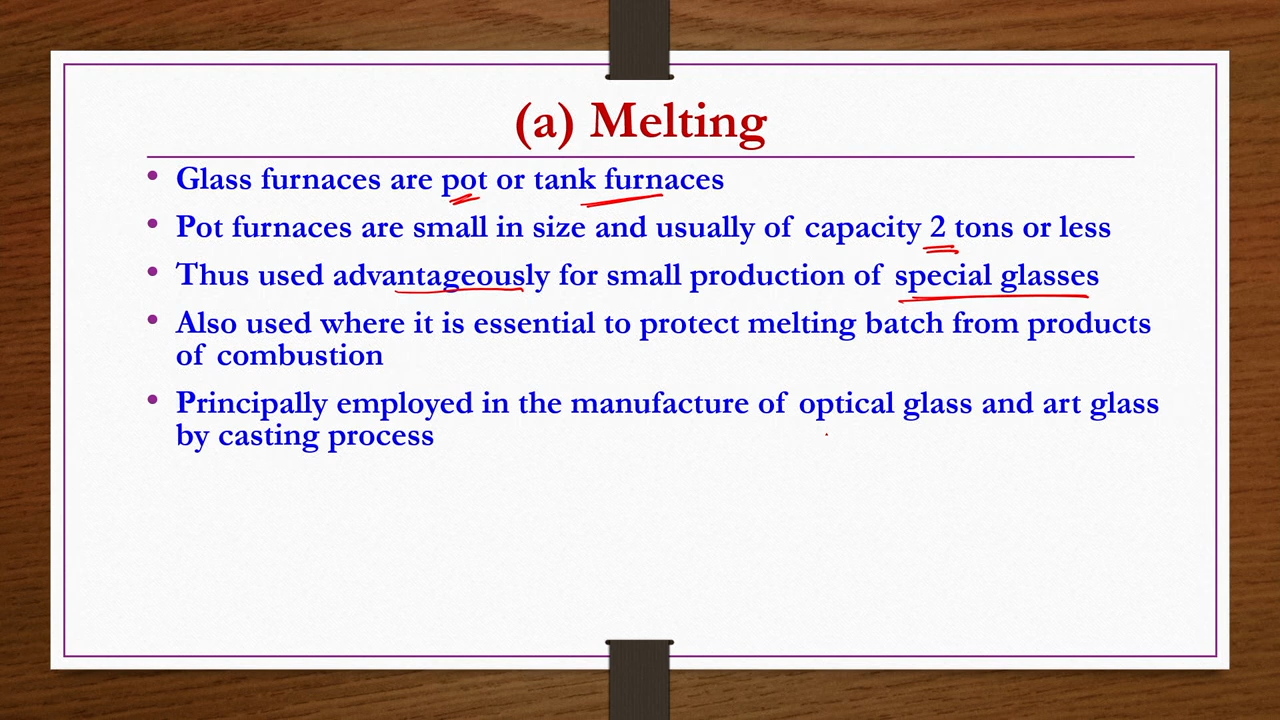 (a) Melting
• Glass furnaces are pot or tank furnaces
• Pot furnaces are small in size and usually of capacity 2 tons or less
• Thus used advantageously for small production of special glasses
• Also used where it is essential to protect melting batch from products
of combustion
• Principally employed in the manufacture of optical glass and art glass
by casting process